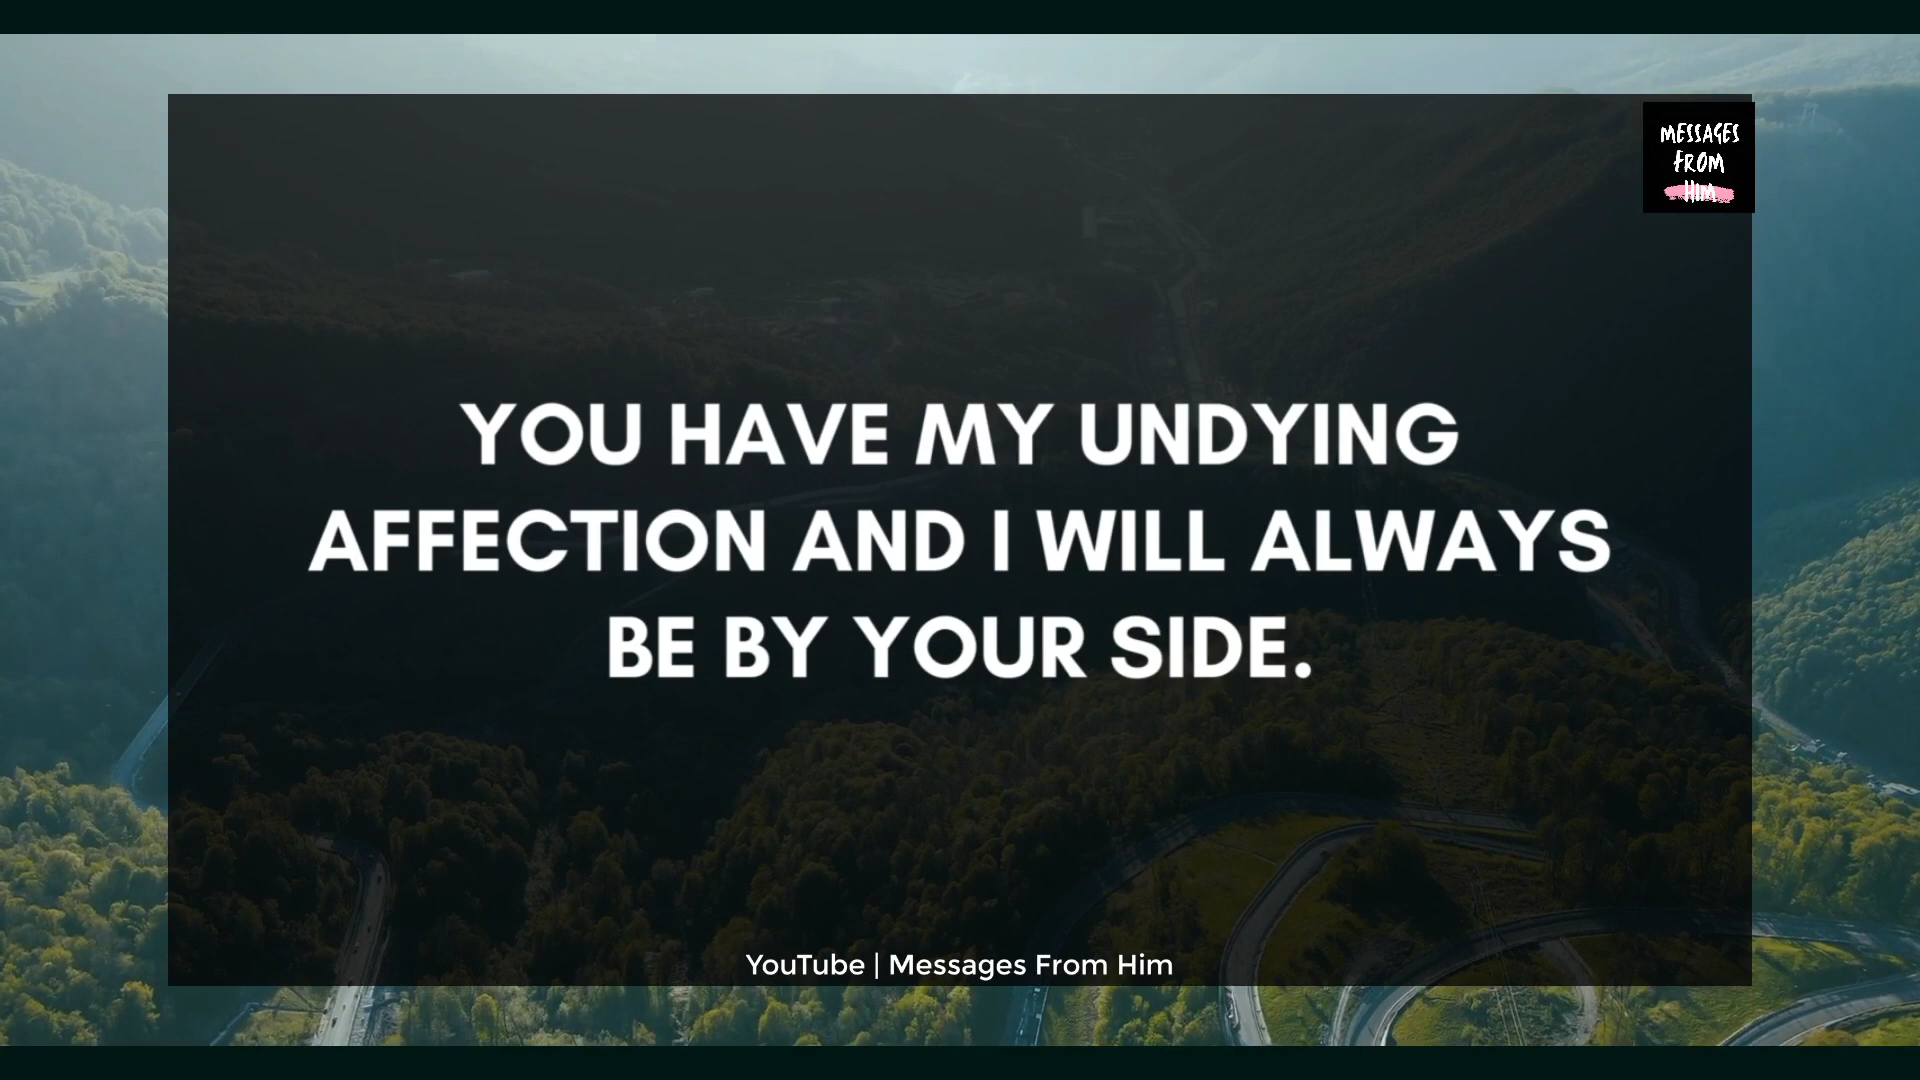 MESSAGES
FROM
HIM
YOU HAVE MY UNDYING
AFFECTION AND I WILL ALWAYS
BE BY YOUR SIDE.
YouTube | Messages From Him